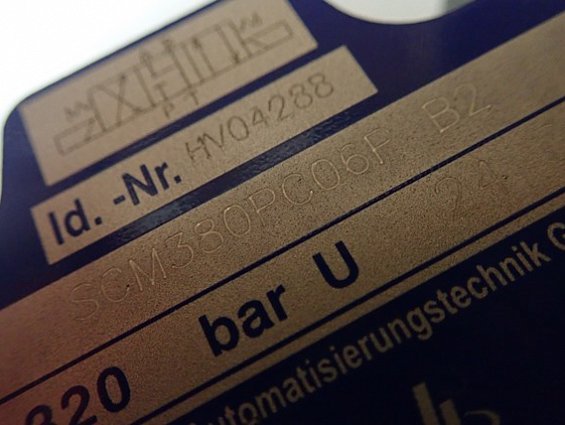 P T
Id. -Nr. HV04288
SCM380PC06P B2
320 bar U 24
Automatisierungstechnik G